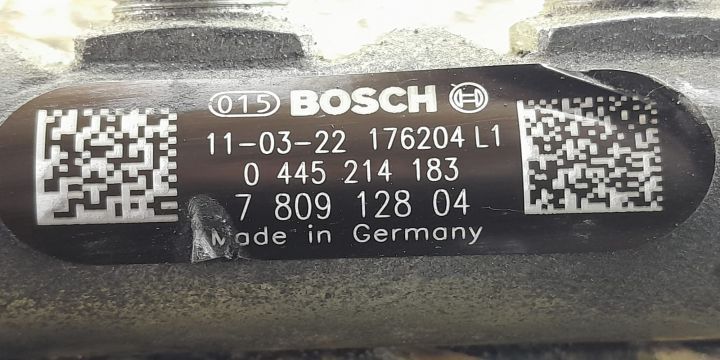 015 BOSCH
11-03-22 176204 L1
0 445 214 183
7 809 128 04
Made in Germany